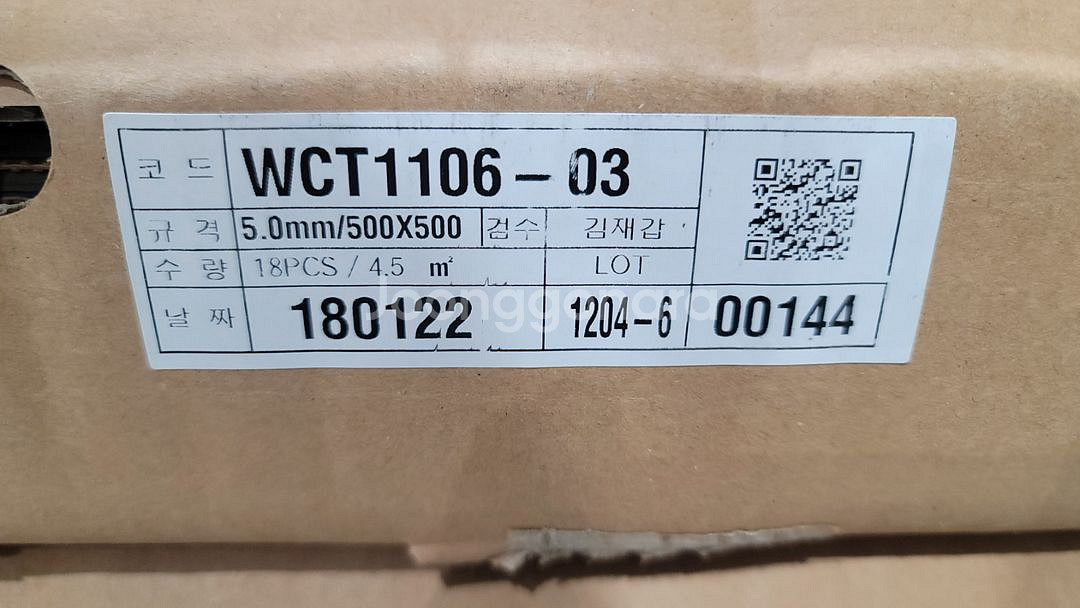 코 드 WCT1106-03
규 격 5.0mm/500X500 검수 김재갑
수 량 18PCS / 4.5 m² LOT
날 짜 180122 1204-6 00144
Joonggonara